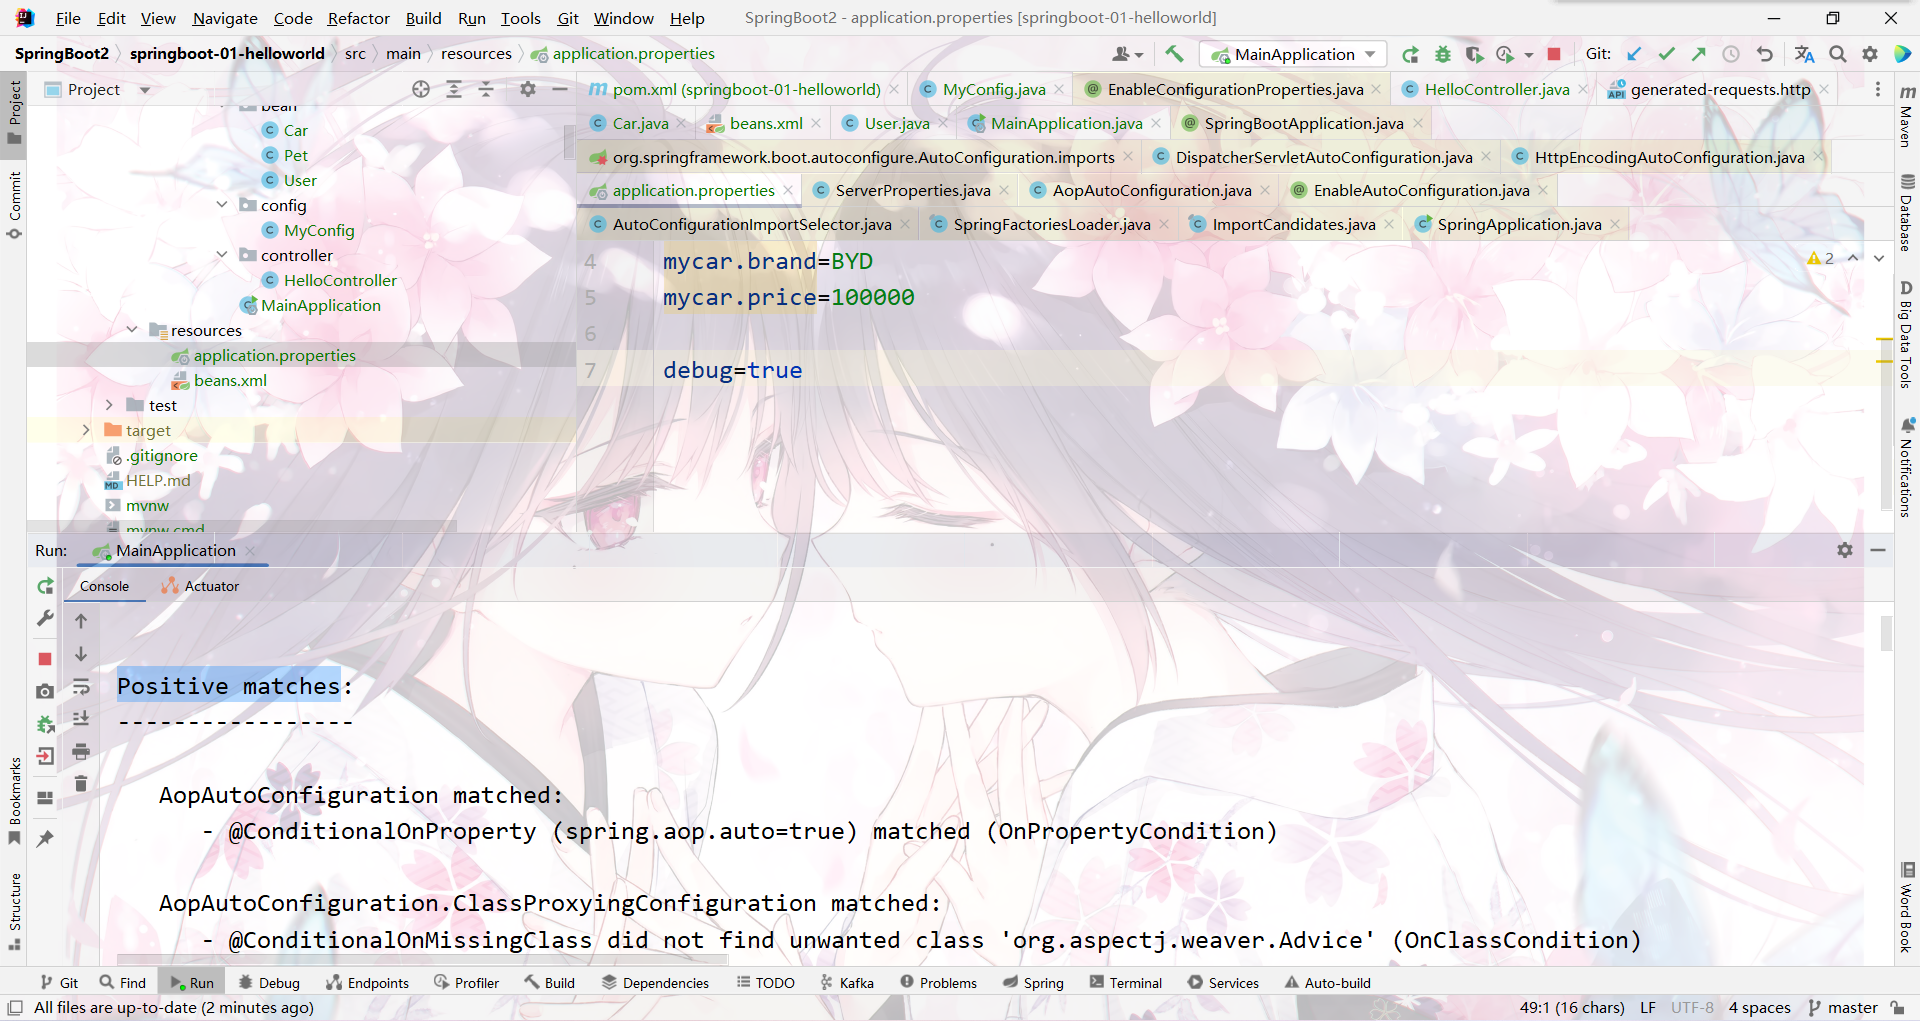 File Edit View Navigate Code Refactor Build Run Tools Git Window Help SpringBoot2 - application.properties [springboot-01-helloworld]
SpringBoot2 springboot-01-helloworld src main resources application.properties MainApplication Git:
Project
pom.xml (springboot-01-helloworld) MyConfig.java EnableConfigurationProperties.java HelloController.java generated-requests.http
Car.java beans.xml User.java MainApplication.java SpringBootApplication.java
org.springframework.boot.autoconfigure.AutoConfiguration.imports DispatcherServletAutoConfiguration.java HttpEncodingAutoConfiguration.java
application.properties ServerProperties.java AopAutoConfiguration.java EnableAutoConfiguration.java
AutoConfigurationImportSelector.java SpringFactoriesLoader.java ImportCandidates.java SpringApplication.java
Project
Commit
bean
Car
Pet
User
config
MyConfig
controller
HelloController
MainApplication
resources
application.properties
beans.xml
test
target
.gitignore
HELP.md
mvnw
mvnw.cmd
4 mycar.brand=BYD
5 mycar.price=100000
6
7 debug=true
2
Maven
Database
Big Data Tools
Notifications
Word Book
Run: MainApplication
Console Actuator
Positive matches:
-----------------
AopAutoConfiguration matched:
- @ConditionalOnProperty (spring.aop.auto=true) matched (OnPropertyCondition)
AopAutoConfiguration.ClassProxyingConfiguration matched:
- @ConditionalOnMissingClass did not find unwanted class 'org.aspectj.weaver.Advice' (OnClassCondition)
Bookmarks
Structure
Git Find Run Debug Endpoints Profiler Build Dependencies TODO Kafka Problems Spring Terminal Services Auto-build
All files are up-to-date (2 minutes ago) 49:1 (16 chars) LF UTF-8 4 spaces master